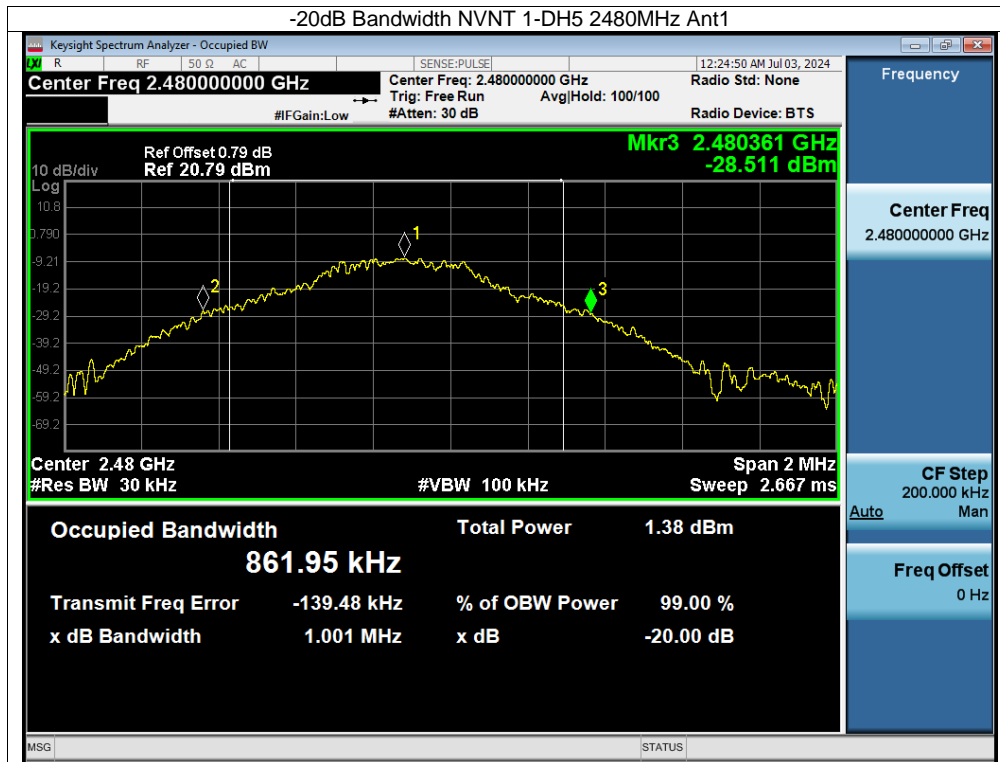 -20dB Bandwidth NVNT 1-DH5 2480MHz Ant1
Keysight Spectrum Analyzer - Occupied BW
LXI R RF 50 Ω AC SENSE:PULSE 12:24:50 AM Jul 03, 2024
Center Freq 2.480000000 GHz Center Freq: 2.480000000 GHz Radio Std: None
Trig: Free Run Avg|Hold: 100/100
#IFGain:Low #Atten: 30 dB Radio Device: BTS
Frequency
Mkr3 2.480361 GHz
-28.511 dBm
Ref Offset 0.79 dB
10 dB/div Ref 20.79 dBm
Log
10.8
0.790
-9.21
-19.2
-29.2
-39.2
-49.2
-59.2
-69.2
1
2
3
Center Freq
2.480000000 GHz
Center 2.48 GHz Span 2 MHz
#Res BW 30 kHz #VBW 100 kHz Sweep 2.667 ms
CF Step
200.000 kHz
Auto Man
Occupied Bandwidth Total Power 1.38 dBm
861.95 kHz
Transmit Freq Error -139.48 kHz % of OBW Power 99.00 %
x dB Bandwidth 1.001 MHz x dB -20.00 dB
Freq Offset
0 Hz
MSG STATUS